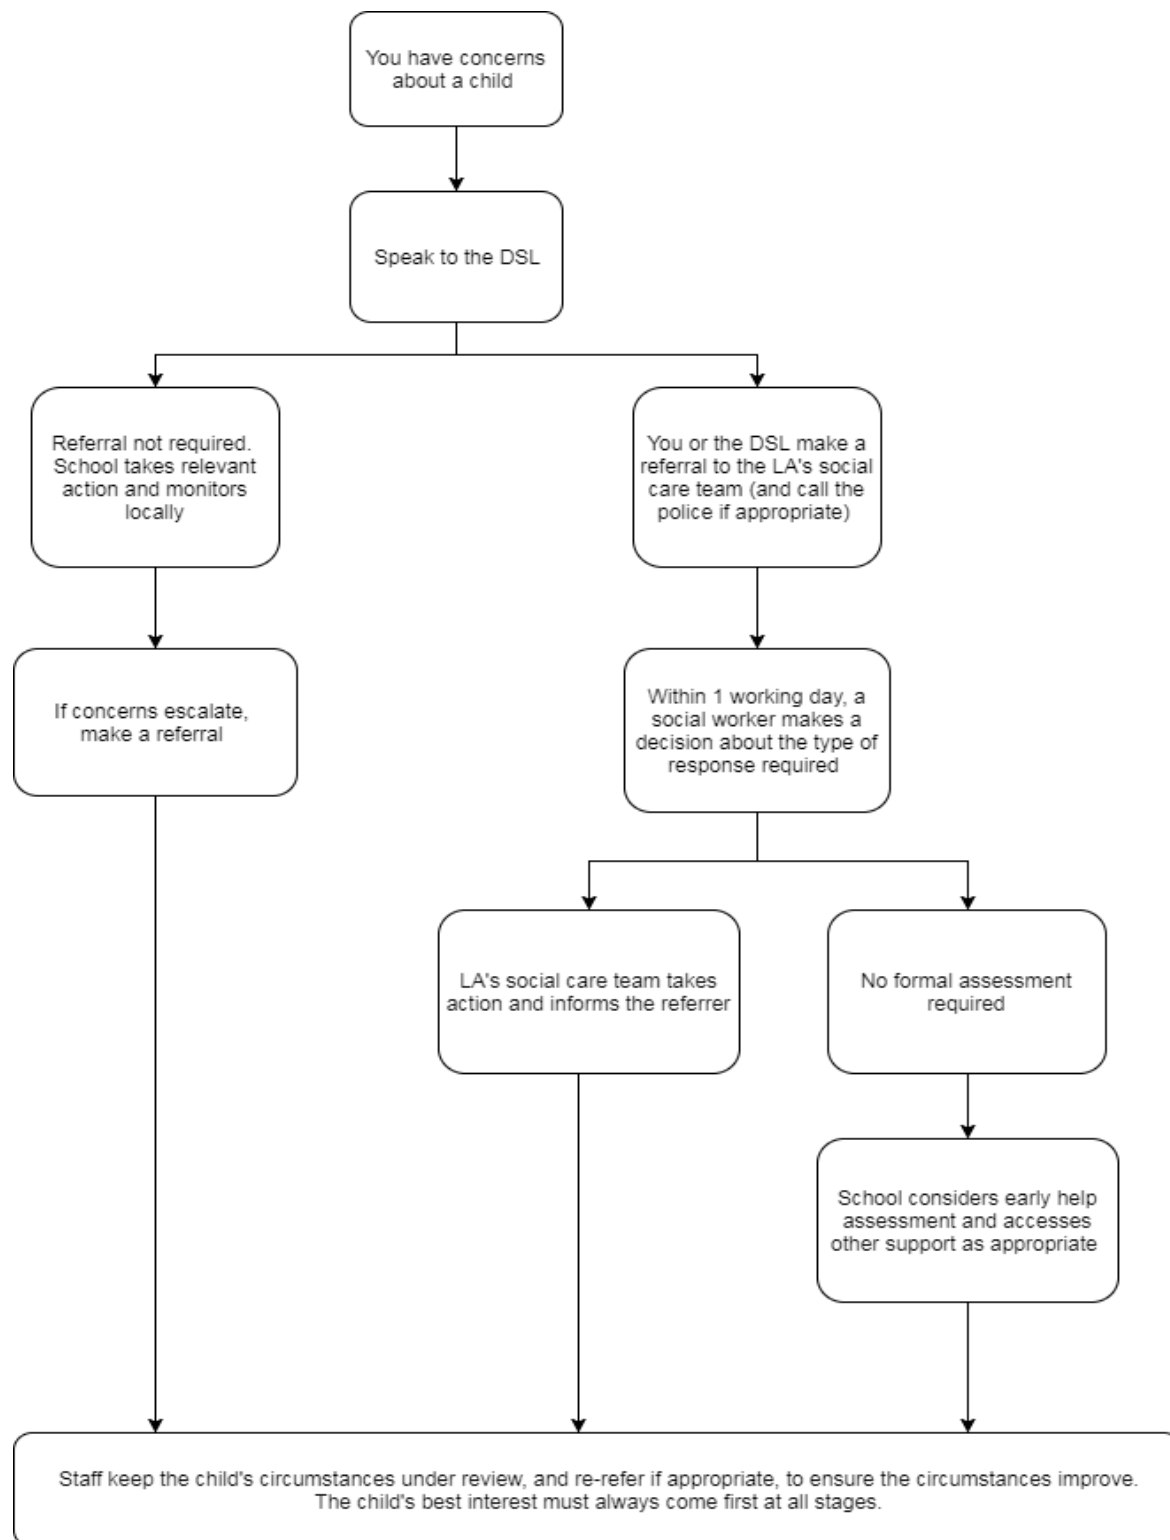 You have concerns
about a child
Speak to the DSL
Referral not required.
School takes relevant
action and monitors
locally
You or the DSL make a
referral to the LA's social
care team (and call the
police if appropriate)
If concerns escalate,
make a referral
Within 1 working day, a
social worker makes a
decision about the type of
response required
LA's social care team takes
action and informs the referrer
No formal assessment
required
School considers early help
assessment and accesses
other support as appropriate
Staff keep the child's circumstances under review, and re-refer if appropriate, to ensure the circumstances improve.
The child's best interest must always come first at all stages.